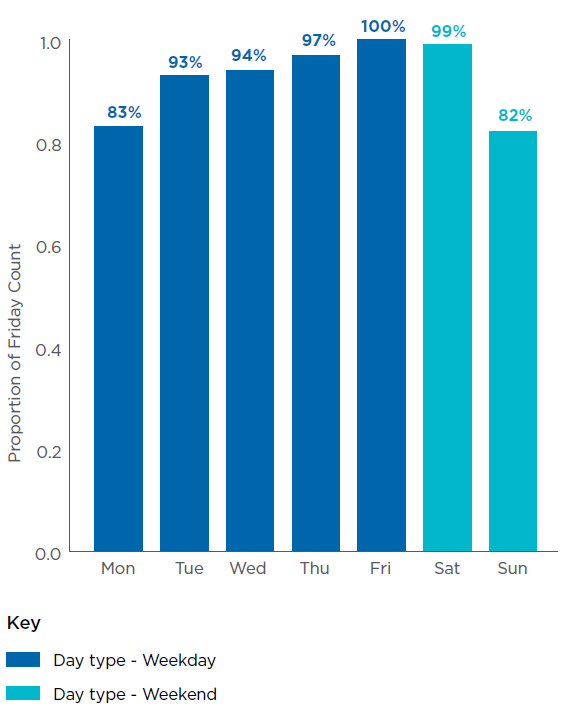 100%
99%
97%
94%
93%
83%
82%
1.0
0.8
0.6
0.4
0.2
0.0
Proportion of Friday Count
Mon Tue Wed Thu Fri Sat Sun
Key
Day type - Weekday
Day type - Weekend